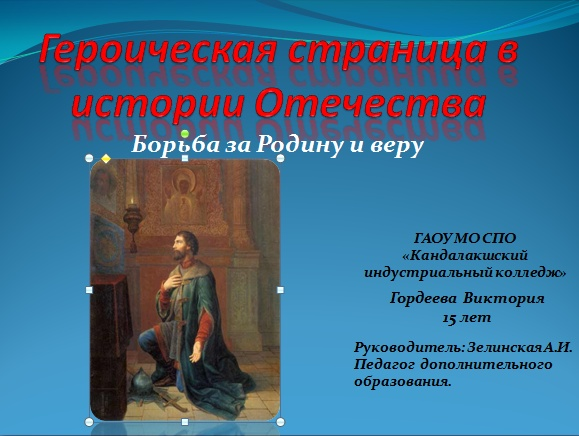 Героическая страница в
истории Отечества
Борьба за Родину и веру
ГАОУ МО СПО
«Кандалакшский
индустриальный колледж»
Гордеева Виктория
15 лет
Руководитель: Зелинская А.И.
Педагог дополнительного
образования.